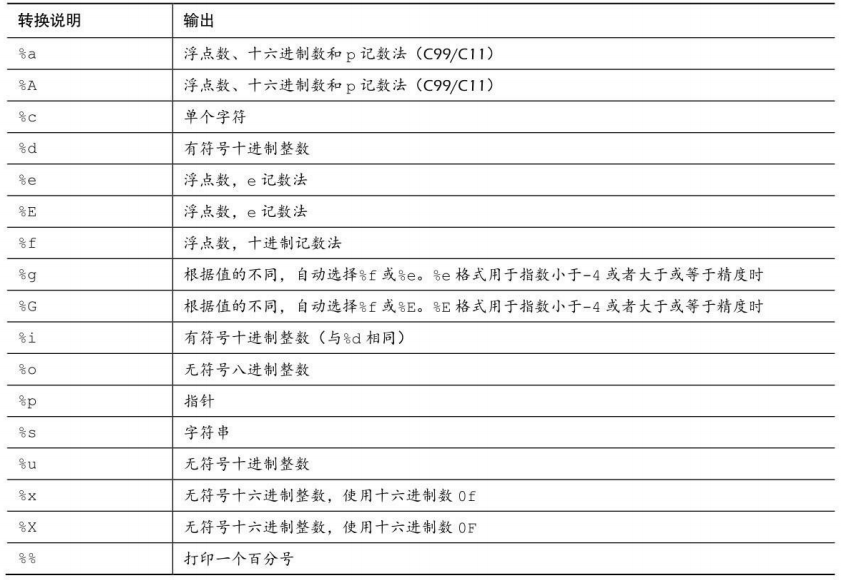 转换说明 输出
%a 浮点数、十六进制数和 p 记数法（C99/C11）
%A 浮点数、十六进制数和 p 记数法（C99/C11）
%c 单个字符
%d 有符号十进制整数
%e 浮点数，e 记数法
%E 浮点数，e 记数法
%f 浮点数，十进制记数法
%g 根据值的不同，自动选择%f 或%e。%e 格式用于指数小于-4 或者大于或等于精度时
%G 根据值的不同，自动选择%f 或%E。%E 格式用于指数小于-4 或者大于或等于精度时
%i 有符号十进制整数（与%d 相同）
%o 无符号八进制整数
%p 指针
%s 字符串
%u 无符号十进制整数
%x 无符号十六进制整数，使用十六进制数 0f
%X 无符号十六进制整数，使用十六进制数 0F
%% 打印一个百分号